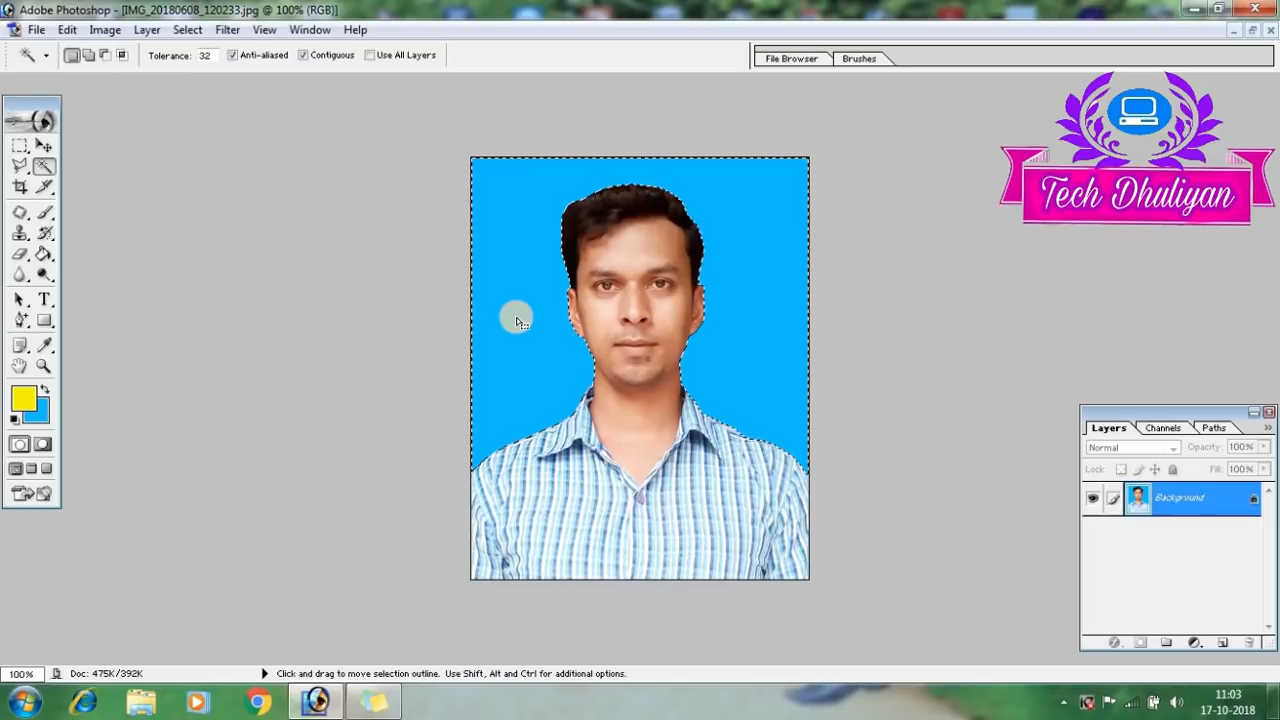 Adobe Photoshop - [IMG_20180608_120233.jpg @ 100% (RGB)]
File Edit Image Layer Select Filter View Window Help
Tolerance: 32 Anti-aliased Contiguous Use All Layers
File Browser Brushes
Tech Dhuliyan
T
Layers Channels Paths
Normal Opacity: 100%
Lock: Fill: 100%
Background
100% Doc: 475K/392K Click and drag to move selection outline. Use Shift, Alt and Ctrl for additional options.
11:03
17-10-2018